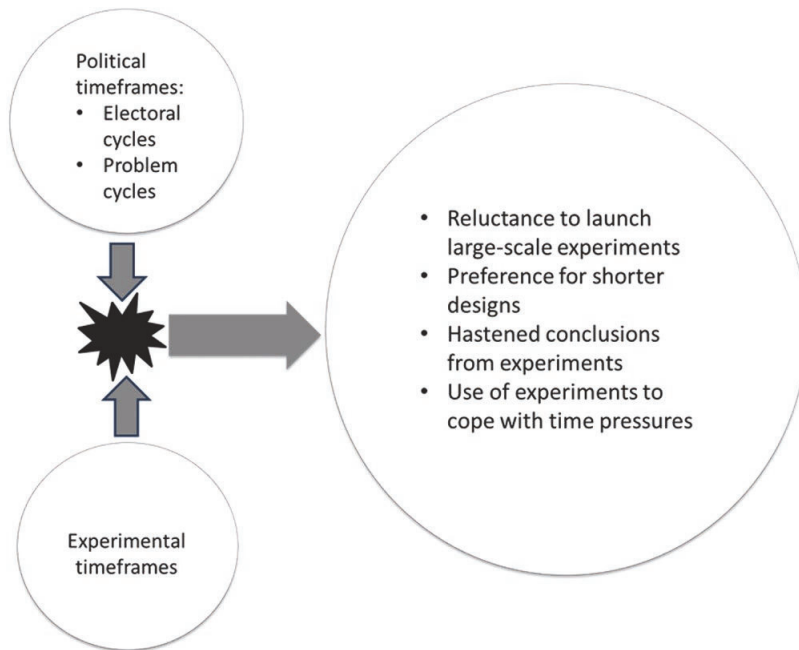 Political
timeframes:
• Electoral
cycles
• Problem
cycles
• Reluctance to launch
large-scale experiments
• Preference for shorter
designs
• Hastened conclusions
from experiments
• Use of experiments to
cope with time pressures
Experimental
timeframes